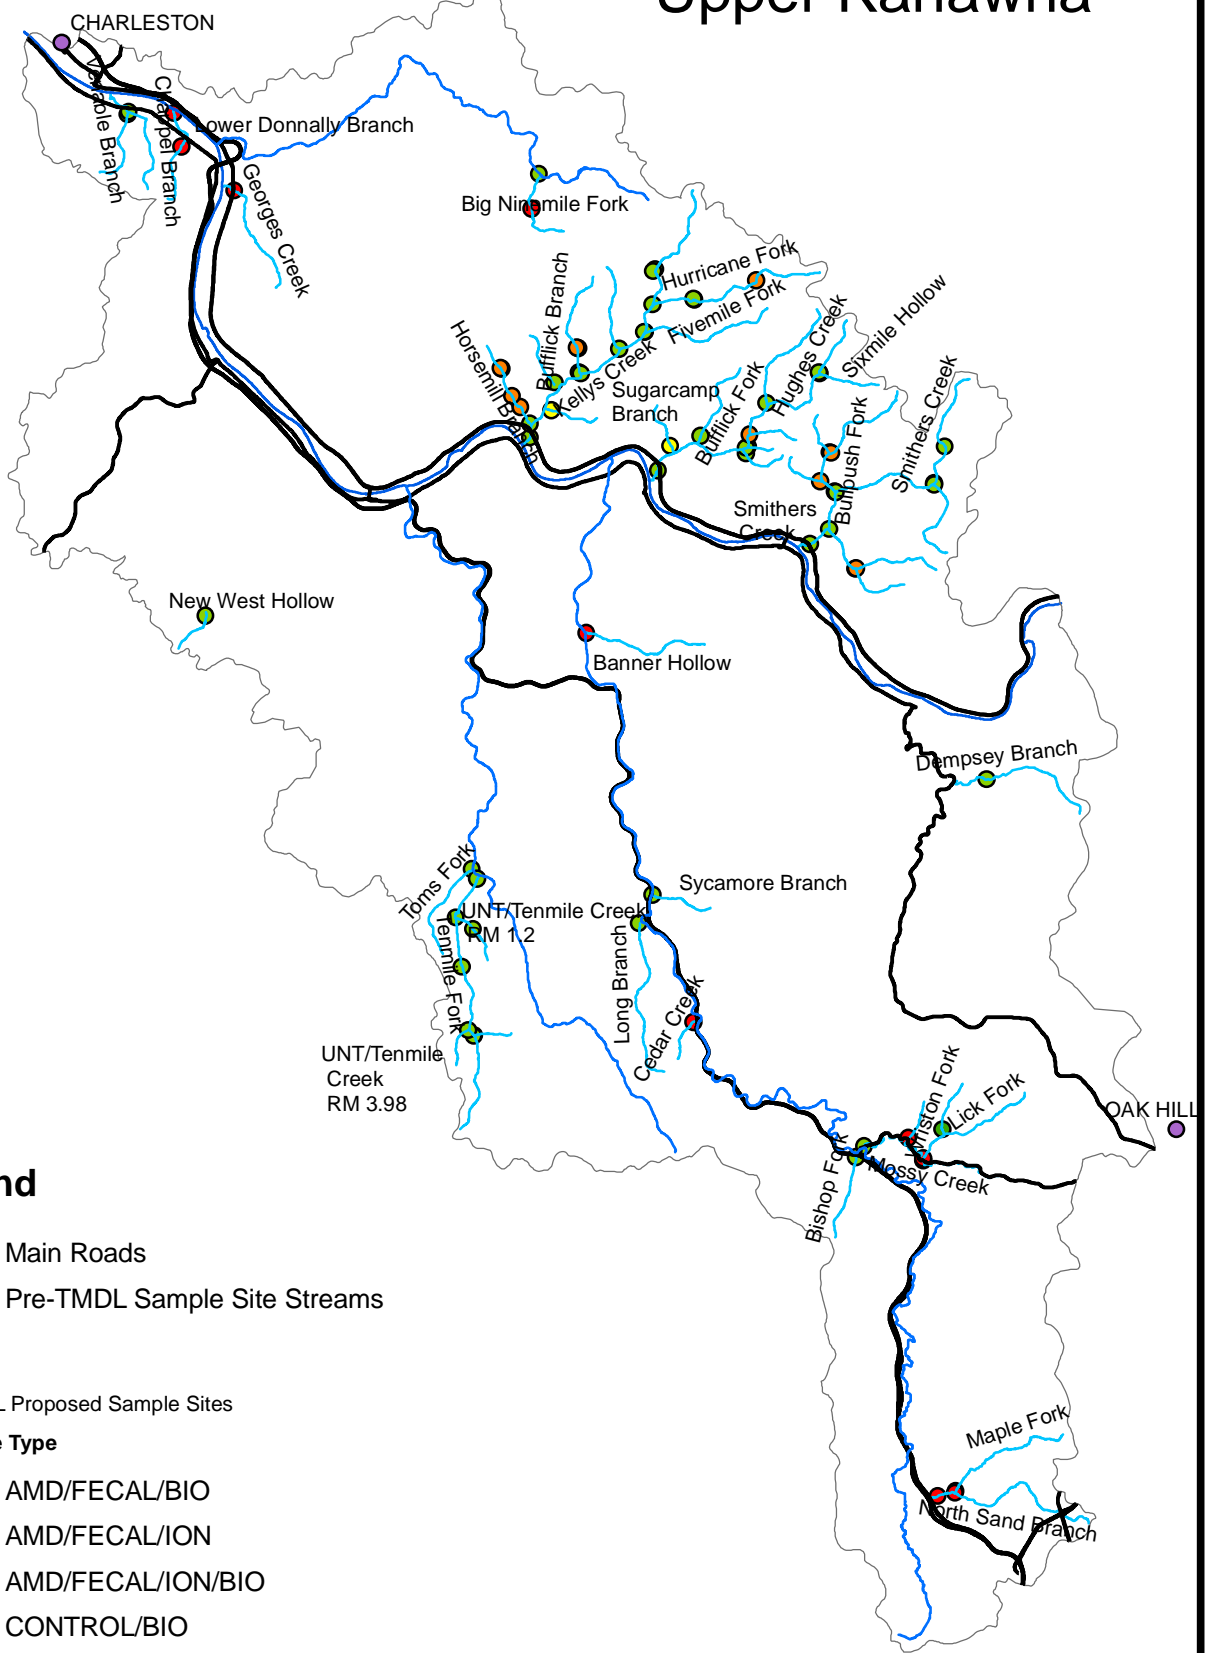 Upper Kanawha
CHARLESTON
Venable Branch
Chappel Branch
Lower Donnally Branch
Georges Creek
Big Ninemile Fork
Hurricane Fork
Fivemile Fork
Bufflick Branch
Horsemill Branch
Kellys Creek
Sugarcamp
Branch
Bufflick Fork
Hughes Creek
Sixmile Hollow
Smithers Creek
Bullpush Fork
Smithers
Creek
New West Hollow
Banner Hollow
Dempsey Branch
Toms Fork
Sycamore Branch
UNT/Tenmile Creek
RM 1.2
Tenmile Fork
Long Branch
Cedar Creek
UNT/Tenmile
Creek
RM 3.98
Whiston Fork
Lick Fork
OAK HILL
Mossy Creek
Bishop Fork
nd
Main Roads
Pre-TMDL Sample Site Streams
L Proposed Sample Sites
e Type
AMD/FECAL/BIO
AMD/FECAL/ION
AMD/FECAL/ION/BIO
CONTROL/BIO
Maple Fork
North Sand Branch